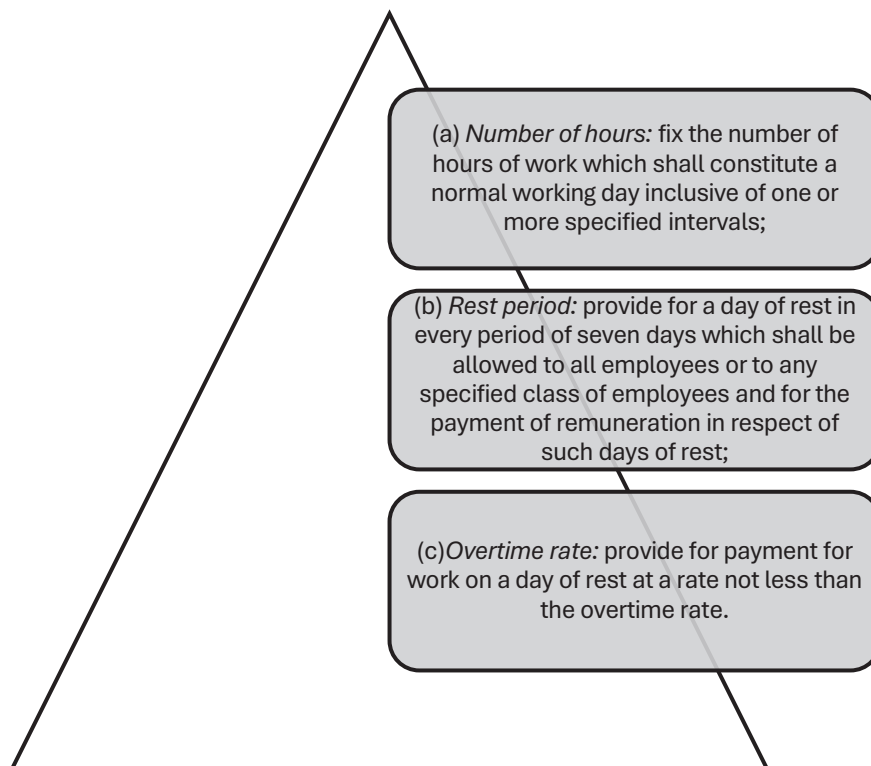 (a) Number of hours: fix the number of
hours of work which shall constitute a
normal working day inclusive of one or
more specified intervals;
(b) Rest period: provide for a day of rest in
every period of seven days which shall be
allowed to all employees or to any
specified class of employees and for the
payment of remuneration in respect of
such days of rest;
(c)Overtime rate: provide for payment for
work on a day of rest at a rate not less than
the overtime rate.